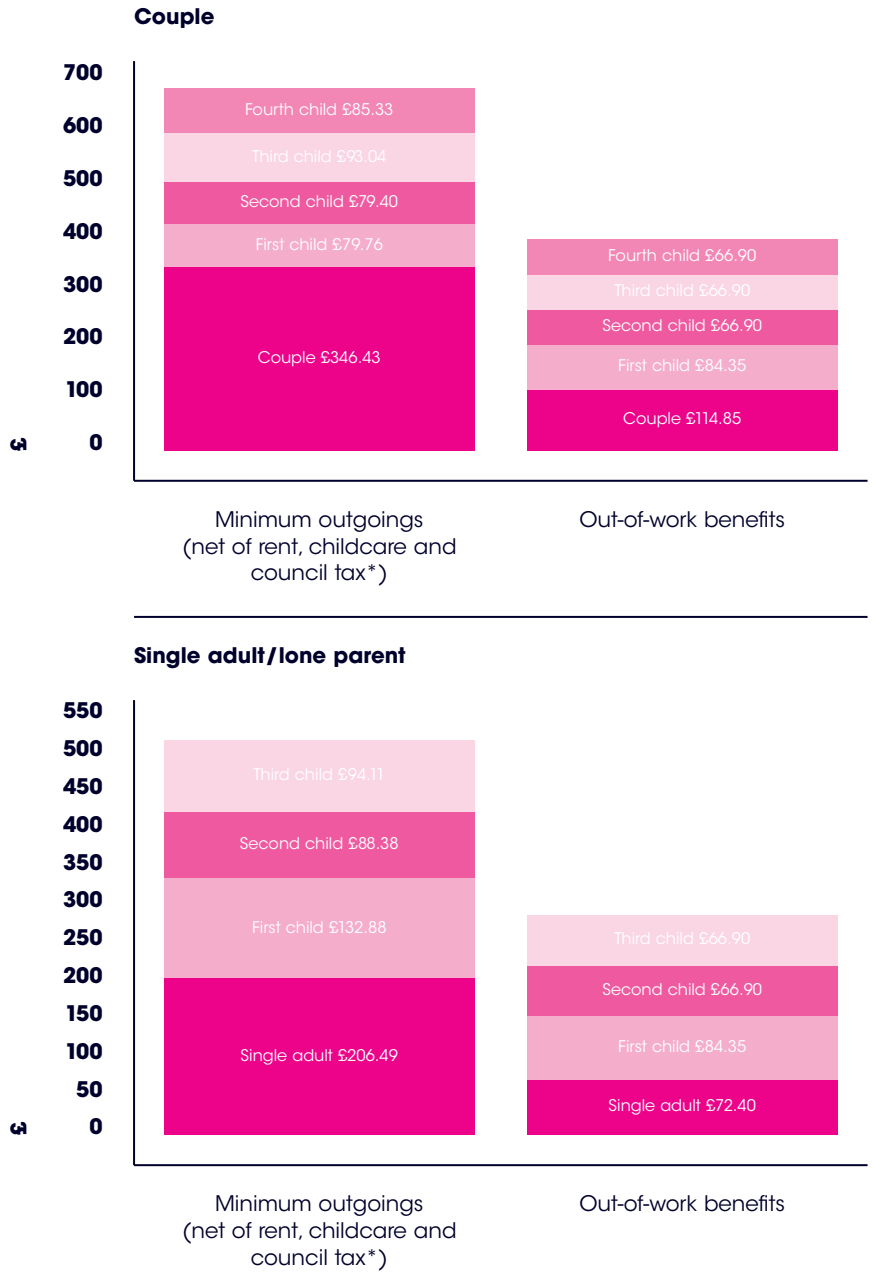 Couple
700
600
500
400
300
200
100
0
£
Fourth child £85.33
Third child £93.04
Second child £79.40
First child £79.76
Couple £346.43
Fourth child £66.90
Third child £66.90
Second child £66.90
First child £84.35
Couple £114.85
Minimum outgoings
(net of rent, childcare and
council tax*)
Out-of-work benefits
Single adult/lone parent
550
500
450
400
350
300
250
200
150
100
50
0
£
Third child £94.11
Second child £88.38
First child £132.88
Single adult £206.49
Third child £66.90
Second child £66.90
First child £84.35
Single adult £72.40
Minimum outgoings
(net of rent, childcare and
council tax*)
Out-of-work benefits